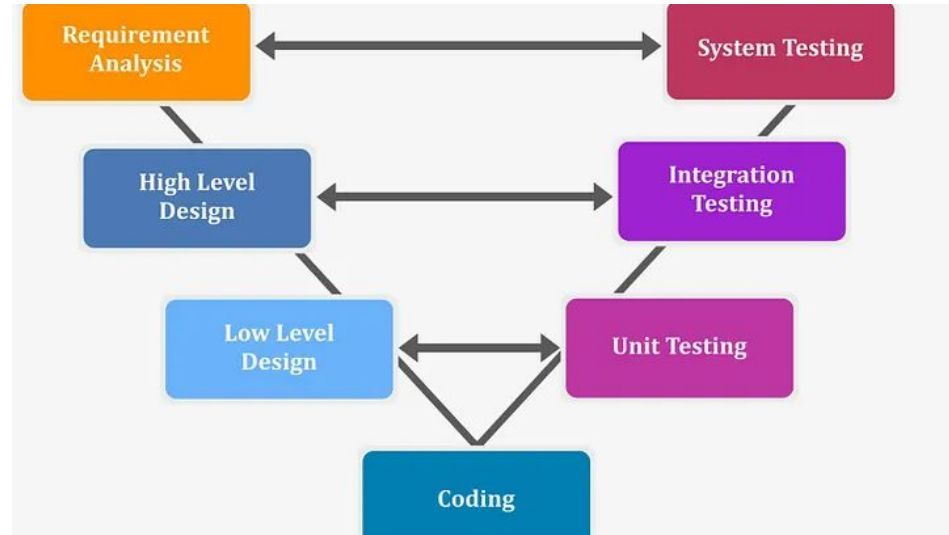 Requirement
Analysis
System Testing
High Level
Design
Integration
Testing
Low Level
Design
Unit Testing
Coding